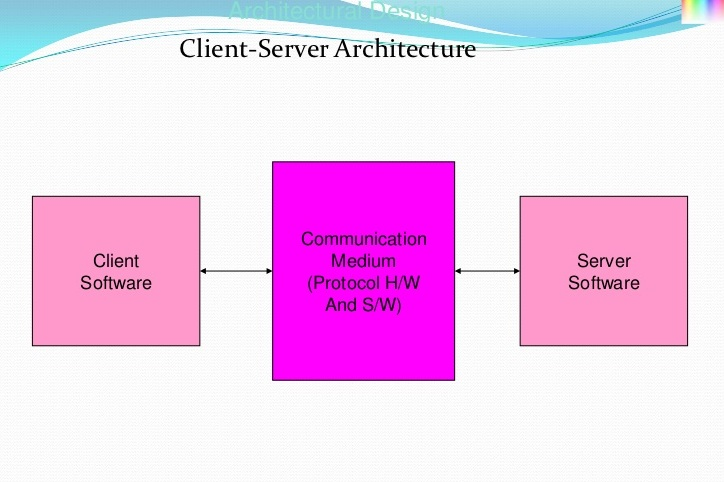 Architectural Design
Client-Server Architecture
Client
Software
Communication
Medium
(Protocol H/W
And S/W)
Server
Software